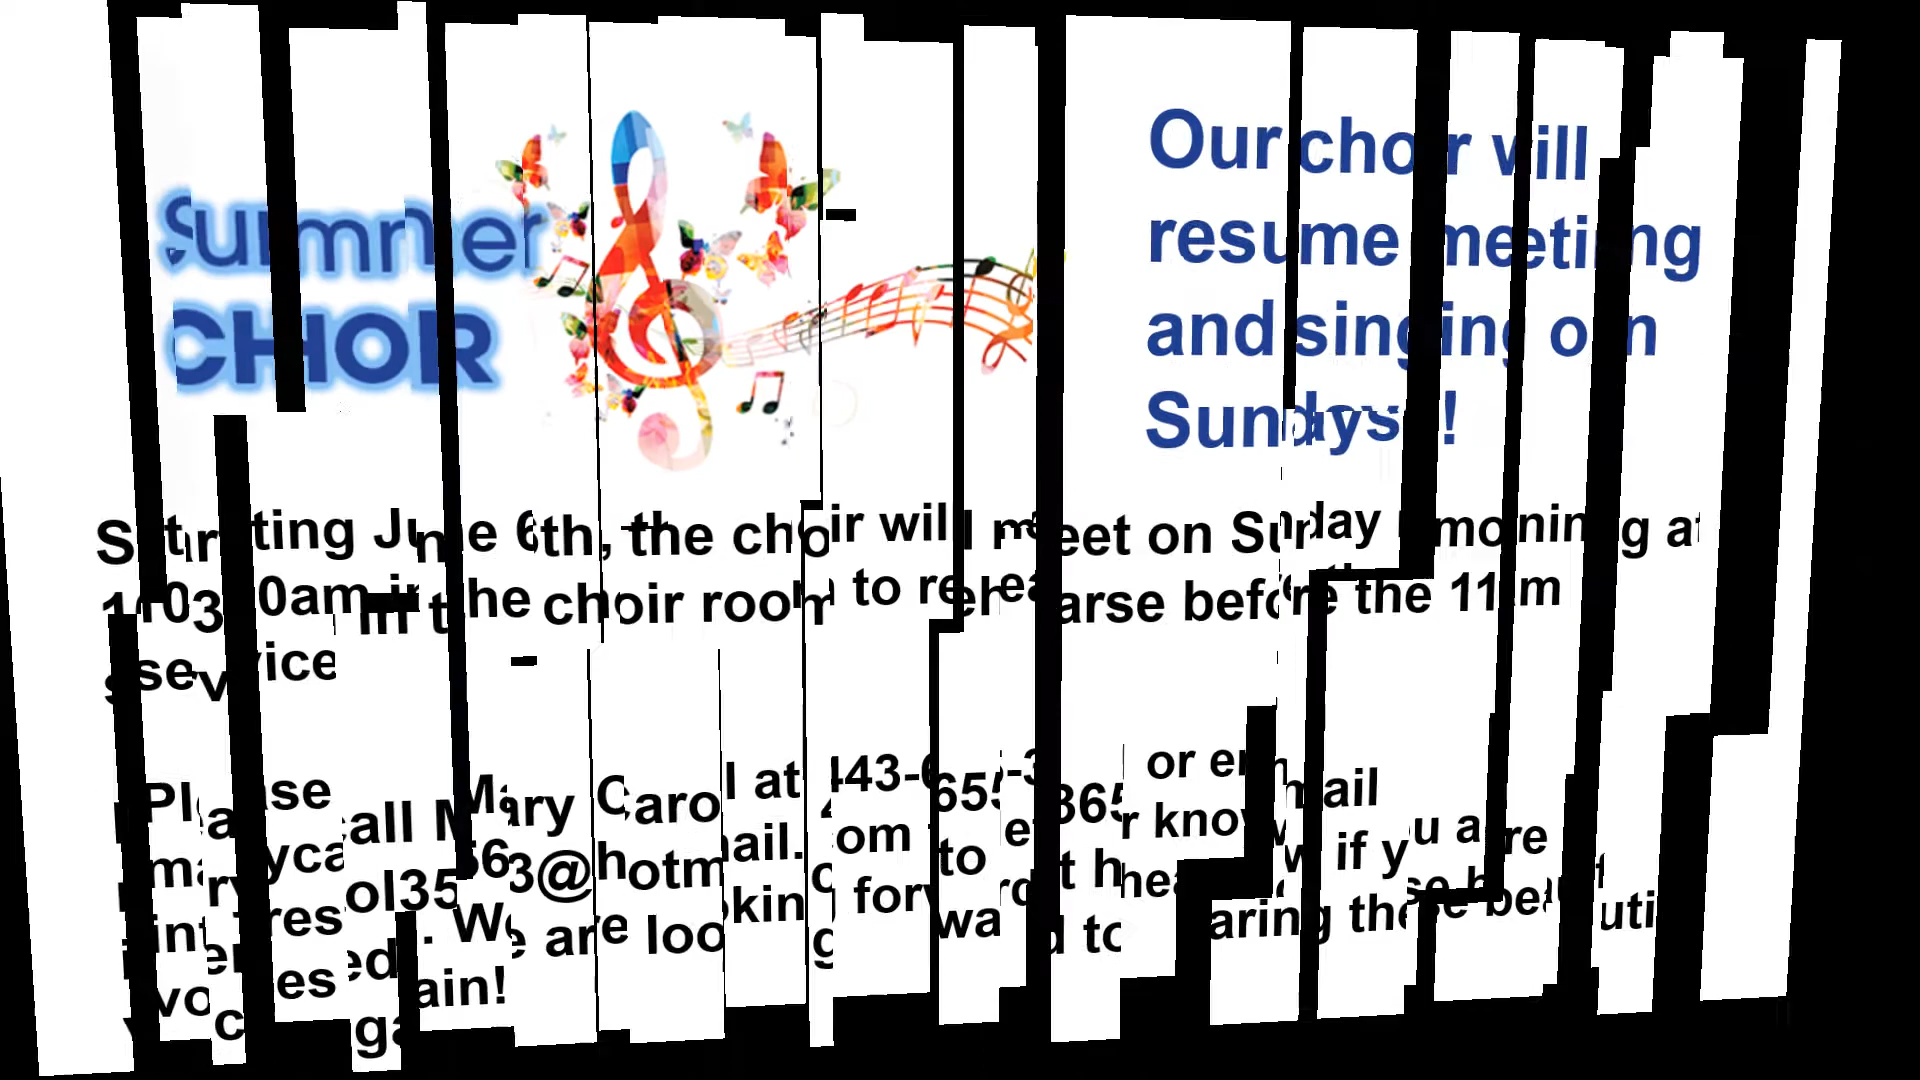 Summer
CHIOR
Our choir will
resume meeting
and singing on
Sundays!
Starting June 6th, the choir will meet on Sunday morning at
10:30am in the choir room to rehearse before the 11am
service
Please call Mary Carol at 443-655-3365 or email
marycarol3563@hotmail.com to let her know if you are
interested. We are looking forward to hearing these beautiful
voices again!